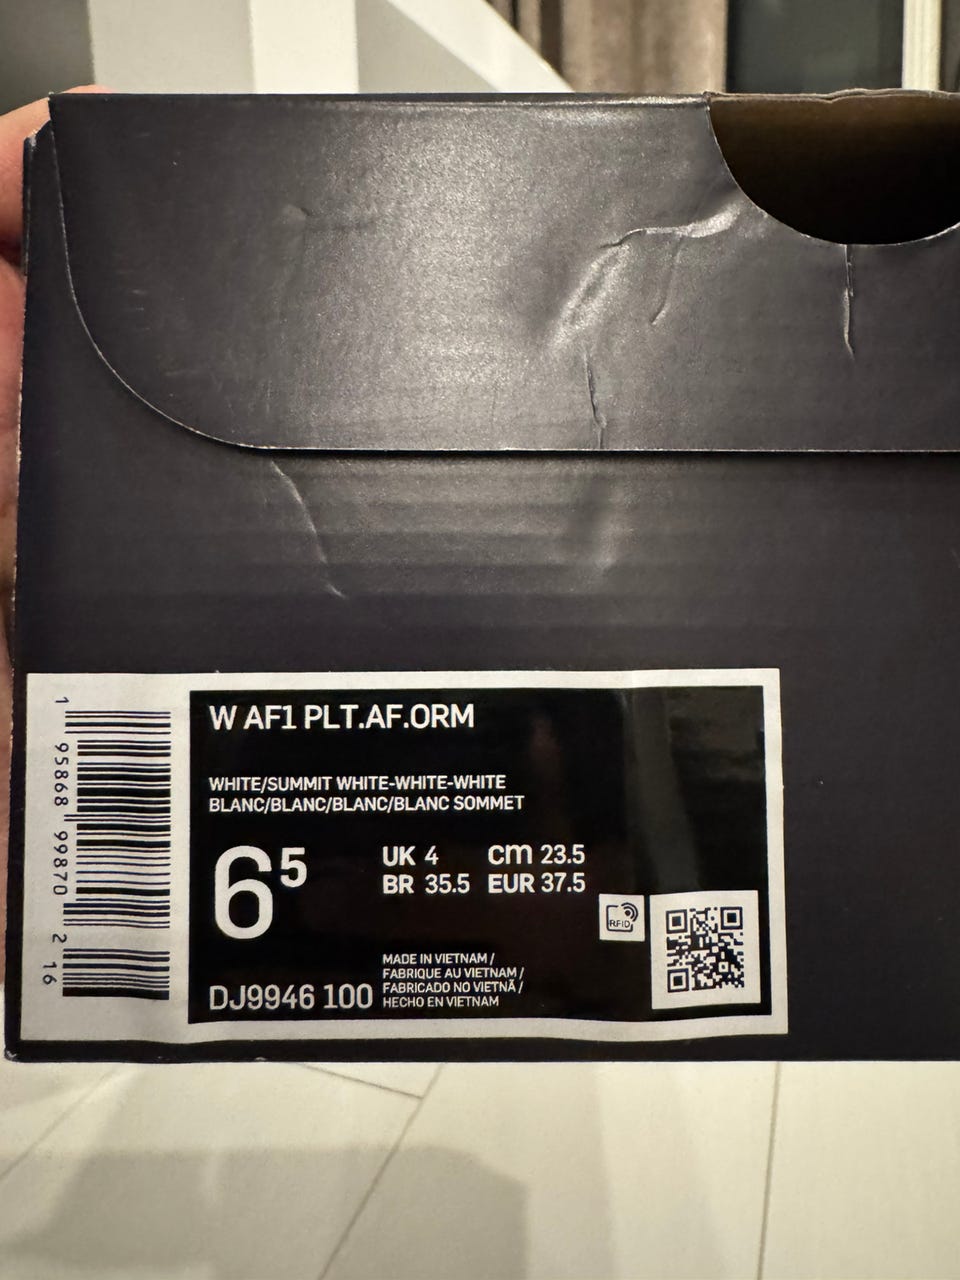 1 95868 99870 2 16
W AF1 PLT.AF.ORM
WHITE/SUMMIT WHITE-WHITE-WHITE
BLANC/BLANC/BLANC/BLANC SOMMET
6⁵
UK 4 cm 23.5
BR 35.5 EUR 37.5
RFID
DJ9946 100
MADE IN VIETNAM /
FABRIQUE AU VIETNAM /
FABRICADO NO VIETNÃ /
HECHO EN VIETNAM